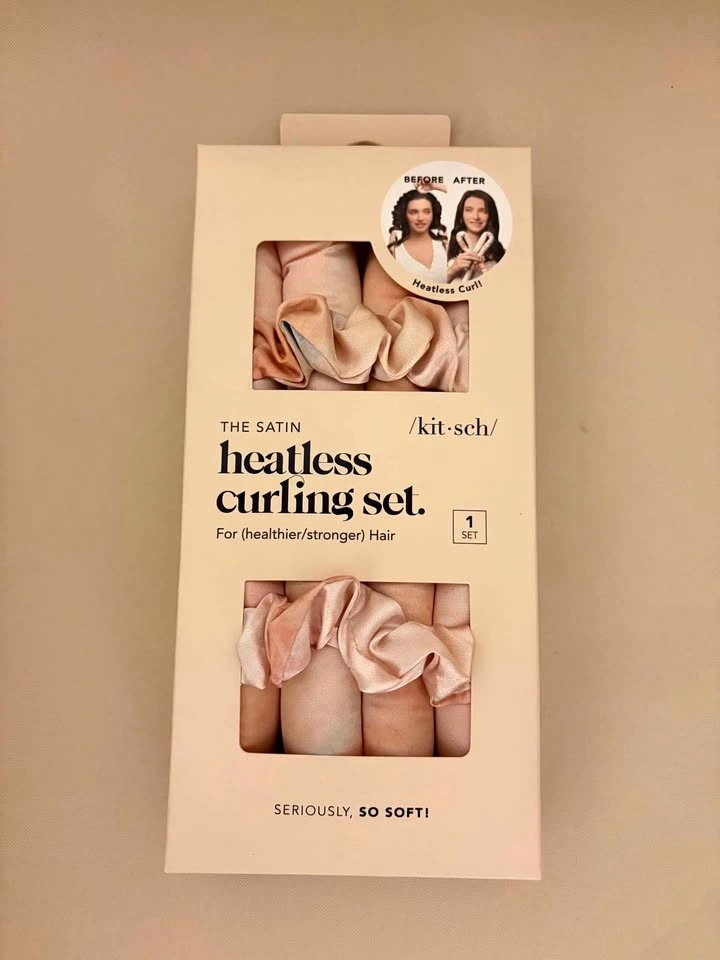 BEFORE AFTER
Heatless Curl!
THE SATIN
/kit·sch/
heatless
curling set.
For (healthier/stronger) Hair
1
SET
SERIOUSLY, SO SOFT!